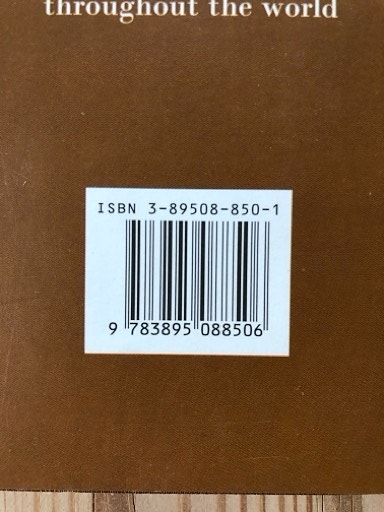 throughout the world
ISBN 3-89508-850-1
9 783895 088506